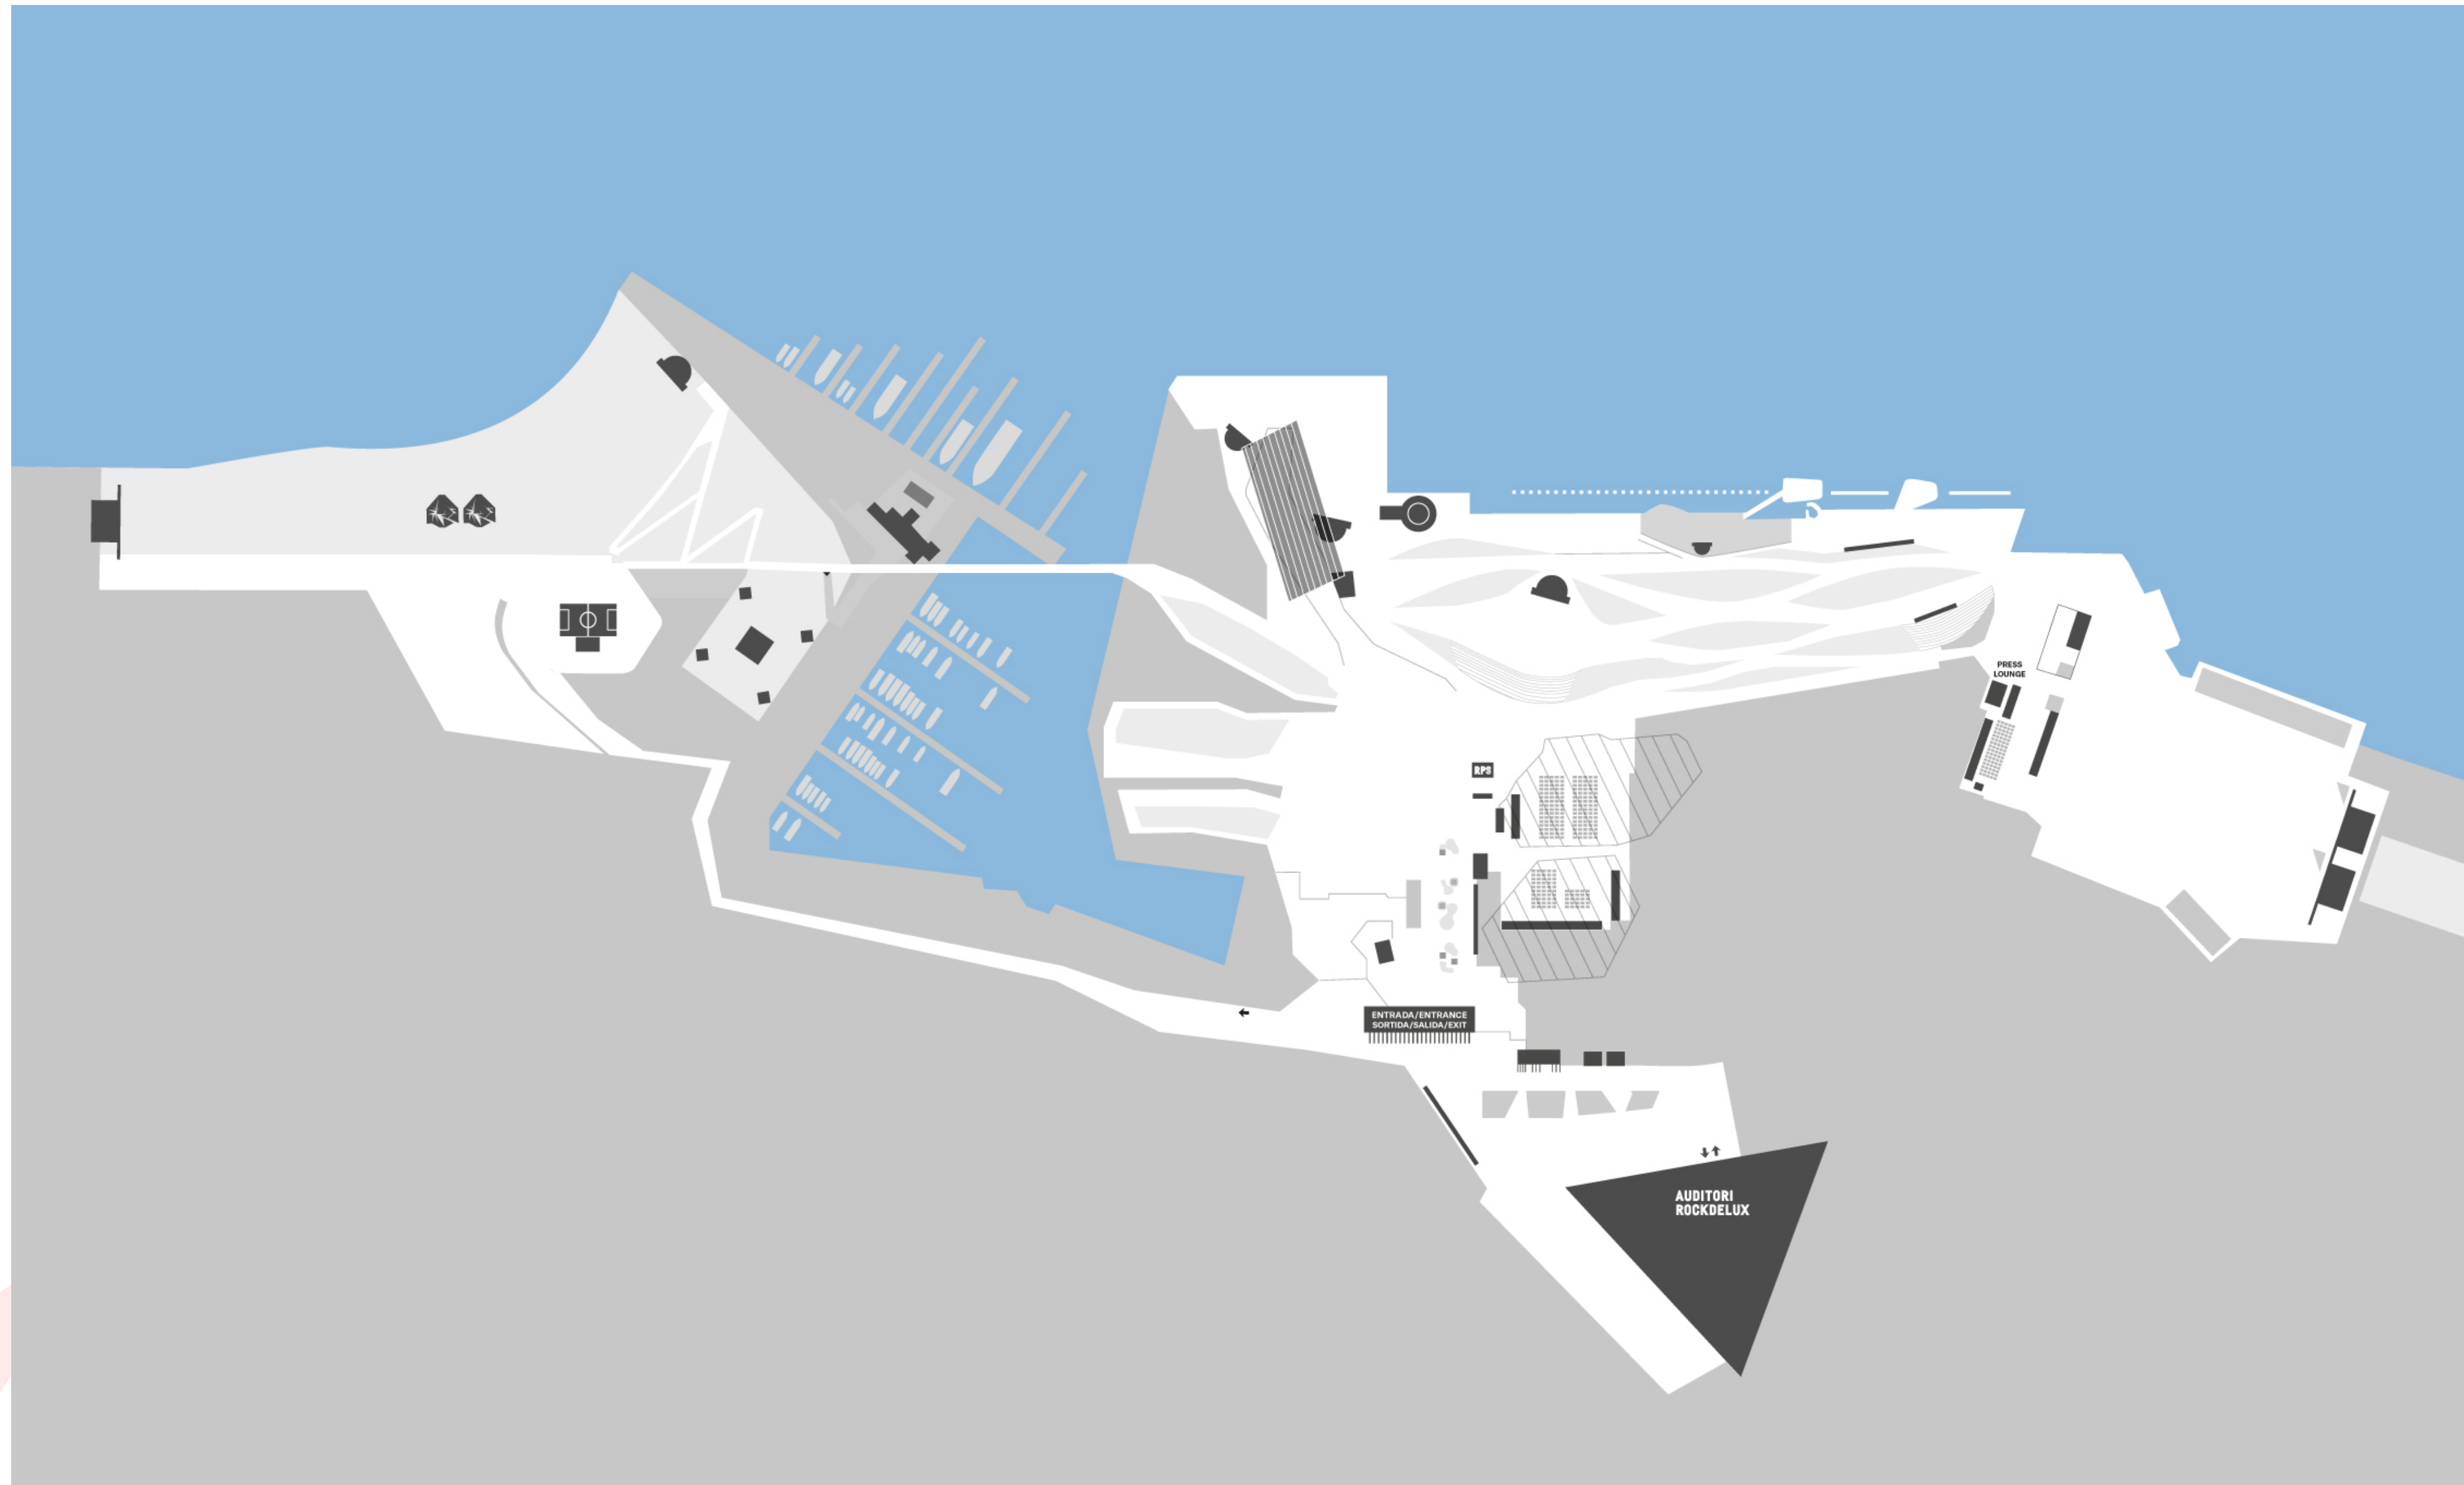 PRESS
LOUNGE
RPS
ENTRADA/ENTRANCE
SORTIDA/SALIDA/EXIT
AUDITORI
ROCKDELUX